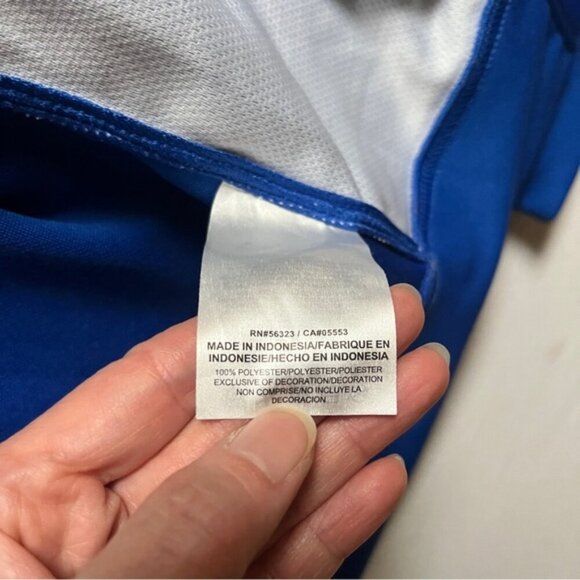 RN#56323 / CA#05553
MADE IN INDONESIA/FABRIQUE EN
INDONESIE/HECHO EN INDONESIA
100% POLYESTER/POLYESTER/POLIESTER
EXCLUSIVE OF DECORATION/DECORATION
NON COMPRISE/NO INCLUYE LA
DECORACION